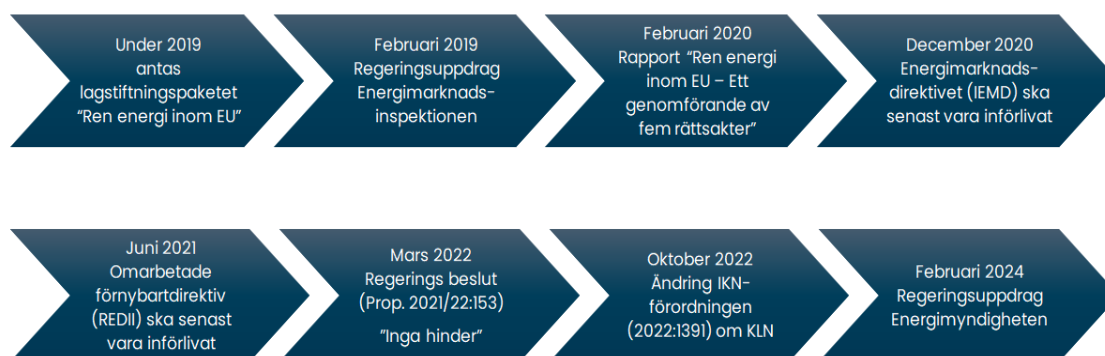 Under 2019
antas
lagstiftningspaketet
“Ren energi inom EU”
Februari 2019
Regeringsuppdrag
Energimarknads-
inspektionen
Februari 2020
Rapport “Ren energi
inom EU – Ett
genomförande av
fem rättsakter”
December 2020
Energimarknads-
direktivet (IEMD) ska
senast vara införlivat
Juni 2021
Omarbetade
förnybartdirektiv
(REDII) ska senast
vara införlivat
Mars 2022
Regerings beslut
(Prop. 2021/22:153)
”Inga hinder”
Oktober 2022
Ändring IKN-
förordningen
(2022:1391) om KLN
Februari 2024
Regeringsuppdrag
Energimyndigheten